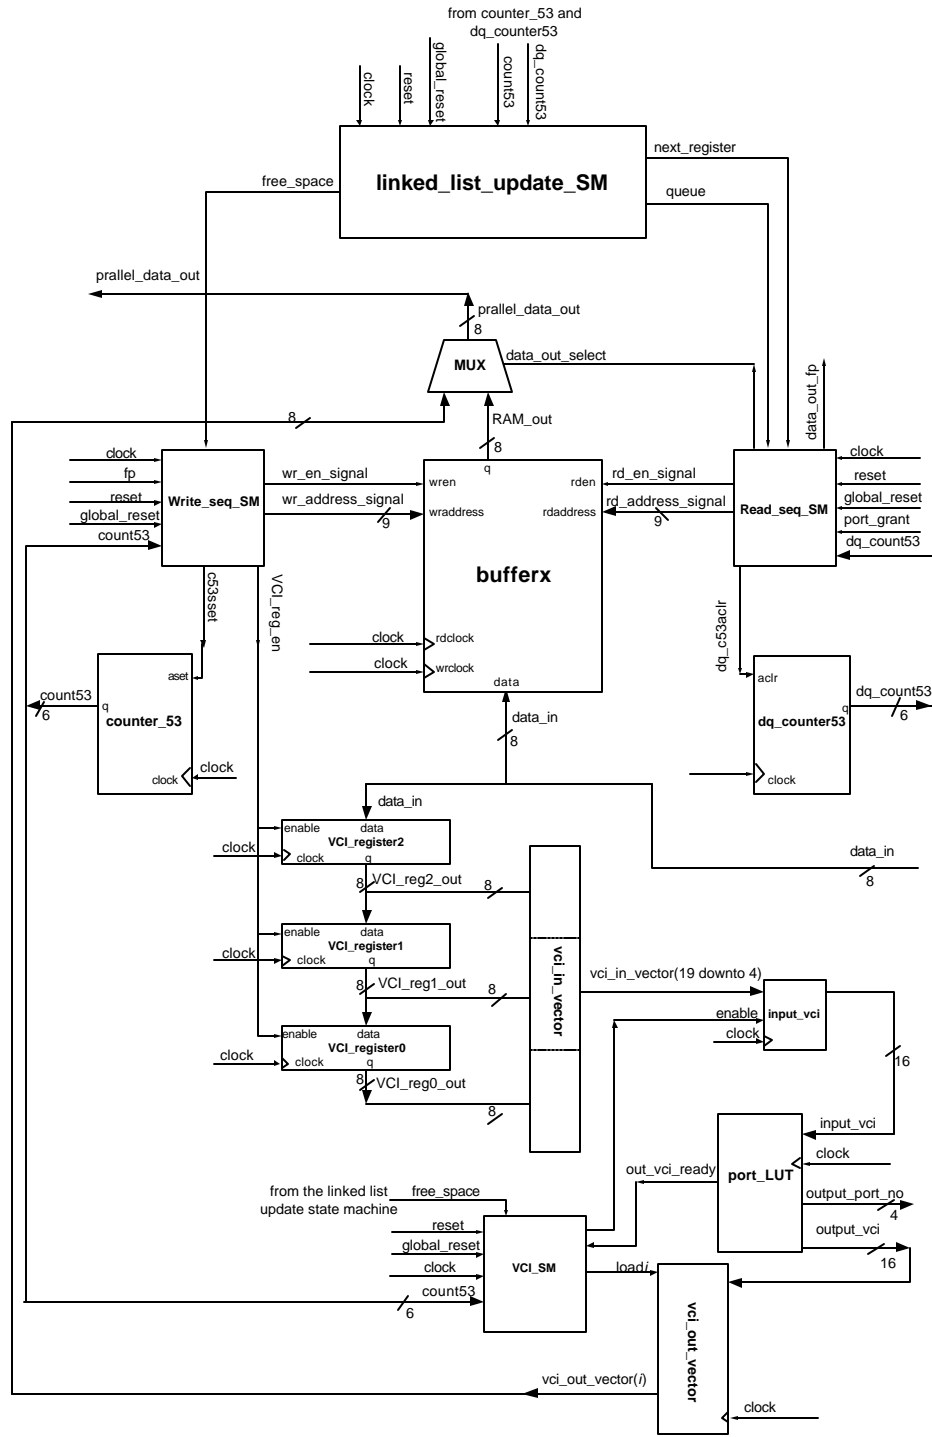 from counter_53 and
dq_counter53
clock
reset
global_reset
count53
dq_count53
linked_list_update_SM
next_register
free_space
queue
prallel_data_out
prallel_data_out
8
MUX
data_out_select
data_out_fp
8
RAM_out
8
clock
fp
reset
global_reset
count53
Write_seq_SM
wr_en_signal
wr_address_signal
9
q
wren
wraddress
rden
rdaddress
bufferx
rd_en_signal
rd_address_signal
9
Read_seq_SM
clock
reset
global_reset
port_grant
dq_count53
c53sset
VCI_reg_en
clock
rdclock
clock
wrclock
data
dq_c53aclr
count53
6
aset
q
counter_53
clock
clock
data_in
8
aclr
q
dq_counter53
clock
dq_count53
6
data_in
enable
data
VCI_register2
clock
clock
q
data_in
8
8
VCI_reg2_out
8
enable
data
VCI_register1
clock
clock
q
8
VCI_reg1_out
8
vci_in_vector
vci_in_vector(19 downto 4)
enable
clock
input_vci
16
enable
data
VCI_register0
clock
clock
q
8
VCI_reg0_out
8
input_vci
clock
port_LUT
out_vci_ready
output_port_no
4
output_vci
16
from the linked list
update state machine
free_space
reset
global_reset
clock
count53
6
VCI_SM
loadi
vci_out_vector
vci_out_vector(i)
clock